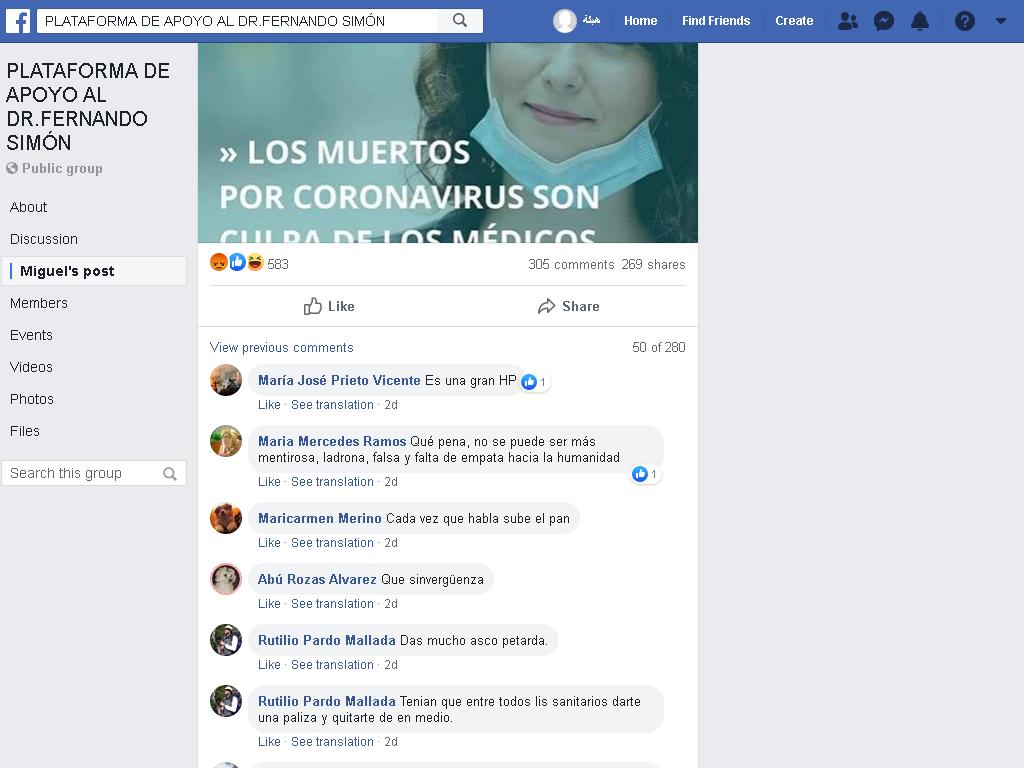 PLATAFORMA DE APOYO AL DR.FERNANDO SIMÓN
هيئة
Home
Find Friends
Create
PLATAFORMA DE
APOYO AL
DR.FERNANDO
SIMÓN
Public group
About
Discussion
Miguel's post
Members
Events
Videos
Photos
Files
Search this group
» LOS MUERTOS
POR CORONAVIRUS SON
CULPA DE LOS MÉDICOS
583
305 comments 269 shares
Like
Share
View previous comments
50 of 280
María José Prieto Vicente Es una gran HP
1
Like · See translation · 2d
Maria Mercedes Ramos Qué pena, no se puede ser más
mentirosa, ladrona, falsa y falta de empata hacia la humanidad
1
Like · See translation · 2d
Maricarmen Merino Cada vez que habla sube el pan
Like · See translation · 2d
Abú Rozas Alvarez Que sinvergüenza
Like · See translation · 2d
Rutilio Pardo Mallada Das mucho asco petarda.
Like · See translation · 2d
Rutilio Pardo Mallada Tenian que entre todos lis sanitarios darte
una paliza y quitarte de en medio.
Like · See translation · 2d